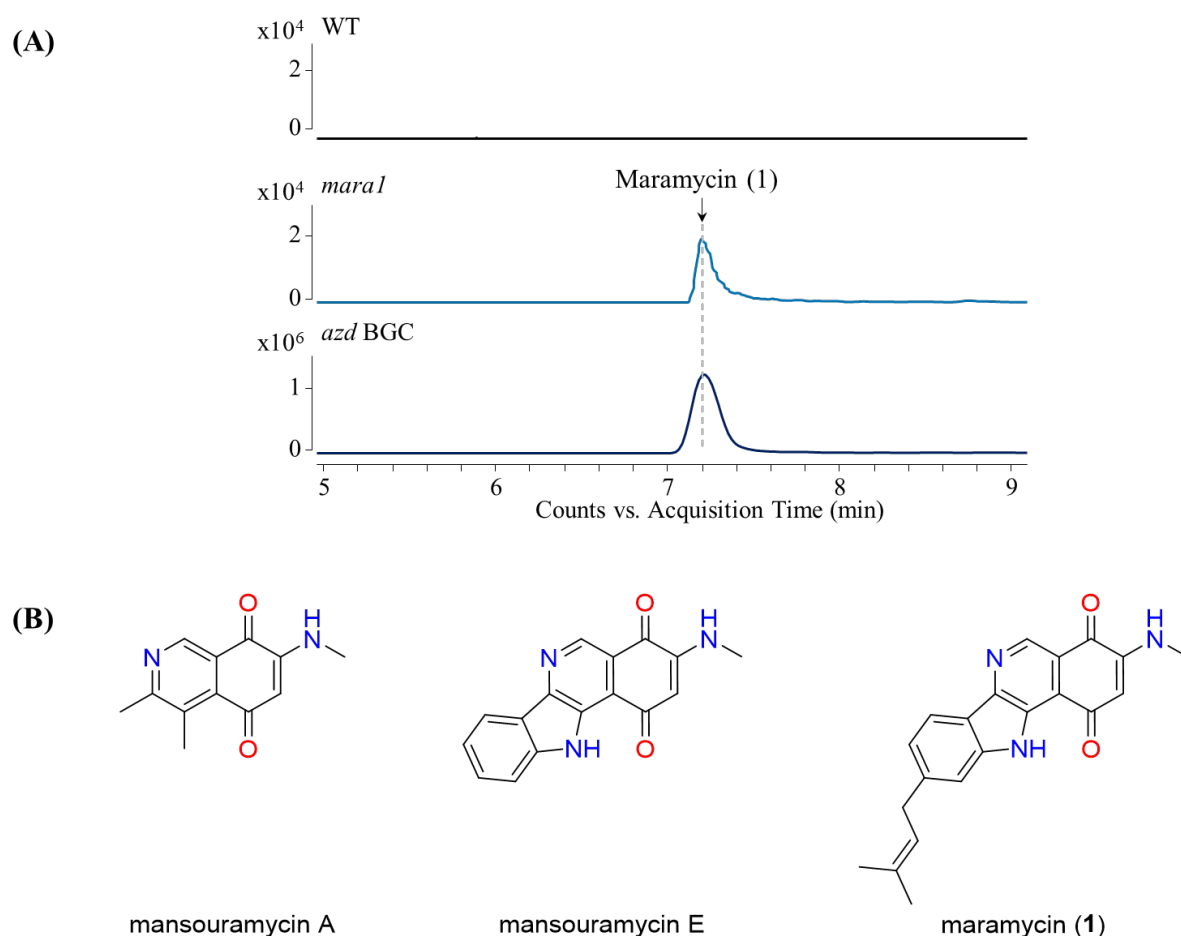 (A)
x10⁴ WT
2
0
x10⁴ mara1
Maramycin (1)
2
0
x10⁶ azd BGC
1
0
5 6 7 8 9
Counts vs. Acquisition Time (min)
(B)
O O O
H H H
N N N
N N N
O NH O NH O
mansouramycin A mansouramycin E maramycin (1)